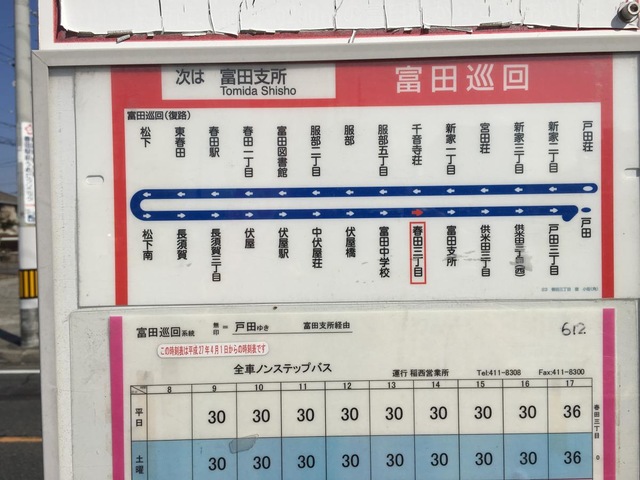 次は 富田支所
Tomida Shisho
富田巡回
富田巡回(復路)
松下
東春田
春田駅
春田一丁目
富田図書館
服部二丁目
服部
服部五丁目
千音寺荘
新家一丁目
宮田荘
新家三丁目
新家二丁目
戸田荘
松下南
長須賀
長須賀三丁目
伏屋
伏屋駅
中伏屋荘
伏屋橋
富田中学校
春田三丁目
富田支所
供米田三丁目
供米田三丁目(西)
戸田三丁目
戸田
富田巡回系統 無印=戸田ゆき 富田支所経由
612
この時刻表は平成27年4月1日からの時刻表です
全車ノンステップバス
運行 稲西営業所 Tel:411-8308 Fax:411-8300
8 9 10 11 12 13 14 15 16 17
平日 30 30 30 30 30 30 30 30 36
土曜 30 30 30 30 30 30 30 30 36
春田三丁目